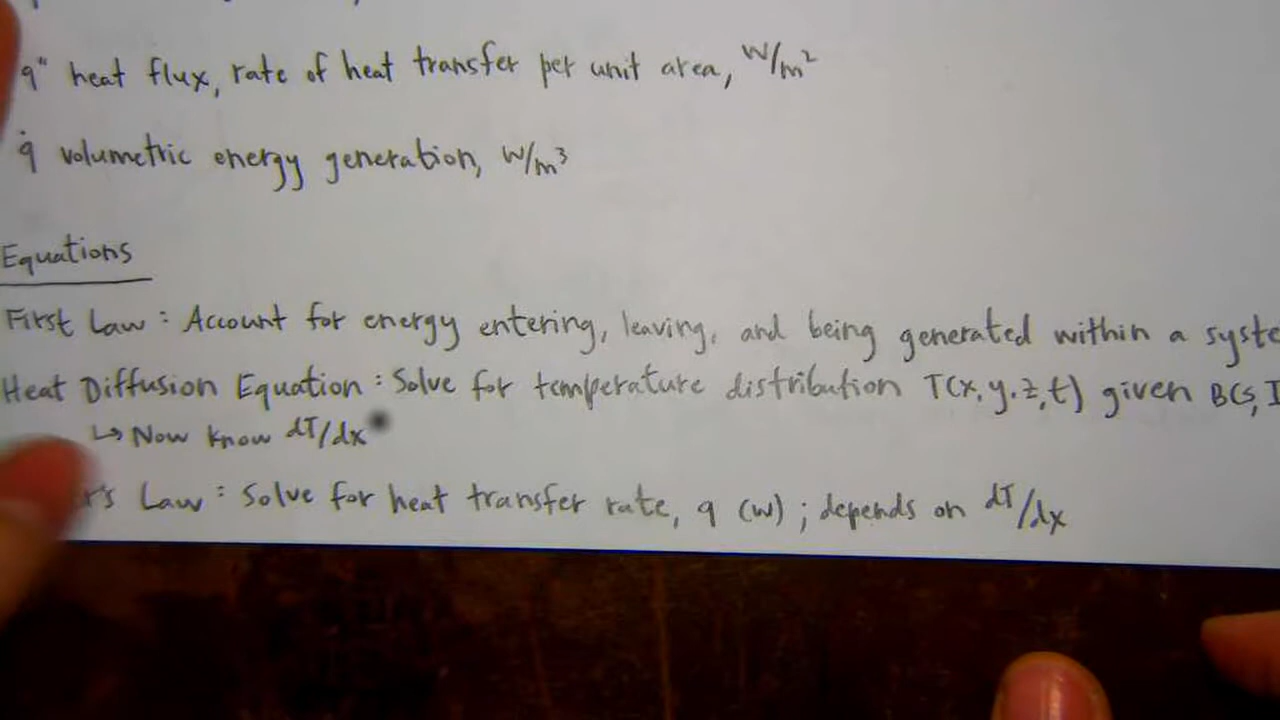 q" heat flux, rate of heat transfer per unit area, W/m²
q̇ volumetric energy generation, W/m³
Equations
First Law: Account for energy entering, leaving, and being generated within a
Heat Diffusion Equation: Solve for temperature distribution T(x,y,z,t) given BCs,
↳ Now know dT/dx
Law: Solve for heat transfer rate, q (W); depends on dT/dx